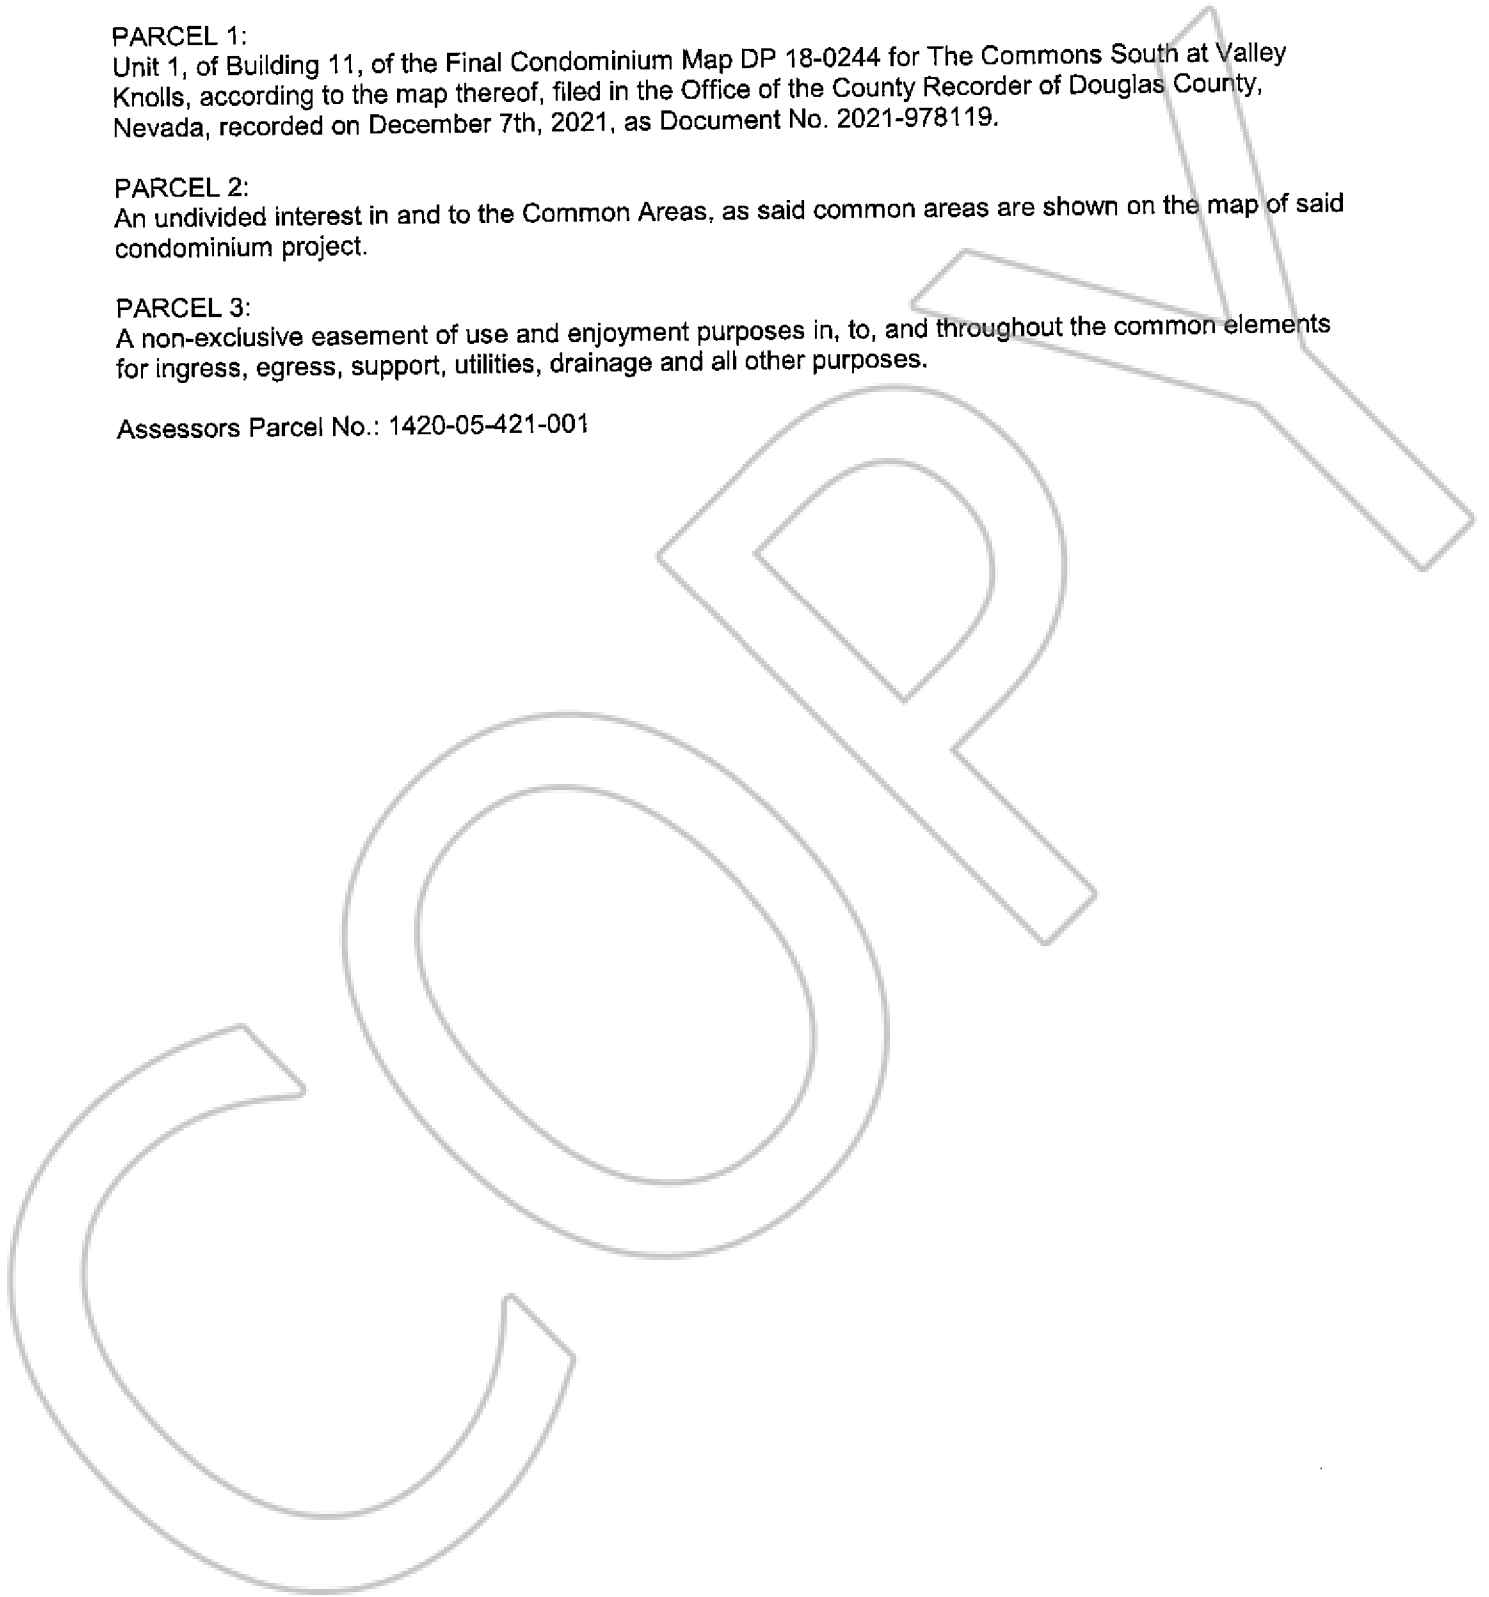 PARCEL 1:
Unit 1, of Building 11, of the Final Condominium Map DP 18-0244 for The Commons South at Valley
Knolls, according to the map thereof, filed in the Office of the County Recorder of Douglas County,
Nevada, recorded on December 7th, 2021, as Document No. 2021-978119.
PARCEL 2:
An undivided interest in and to the Common Areas, as said common areas are shown on the map of said
condominium project.
PARCEL 3:
A non-exclusive easement of use and enjoyment purposes in, to, and throughout the common elements
for ingress, egress, support, utilities, drainage and all other purposes.
Assessors Parcel No.: 1420-05-421-001
COPY